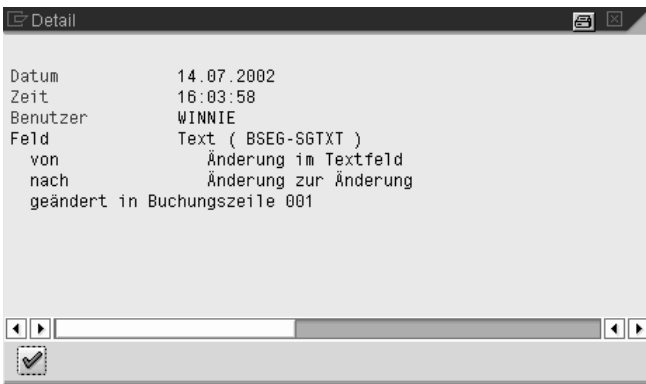 Detail
Datum 14.07.2002
Zeit 16:03:58
Benutzer WINNIE
Feld Text ( BSEG-SGTXT )
von Änderung im Textfeld
nach Änderung zur Änderung
geändert in Buchungszeile 001